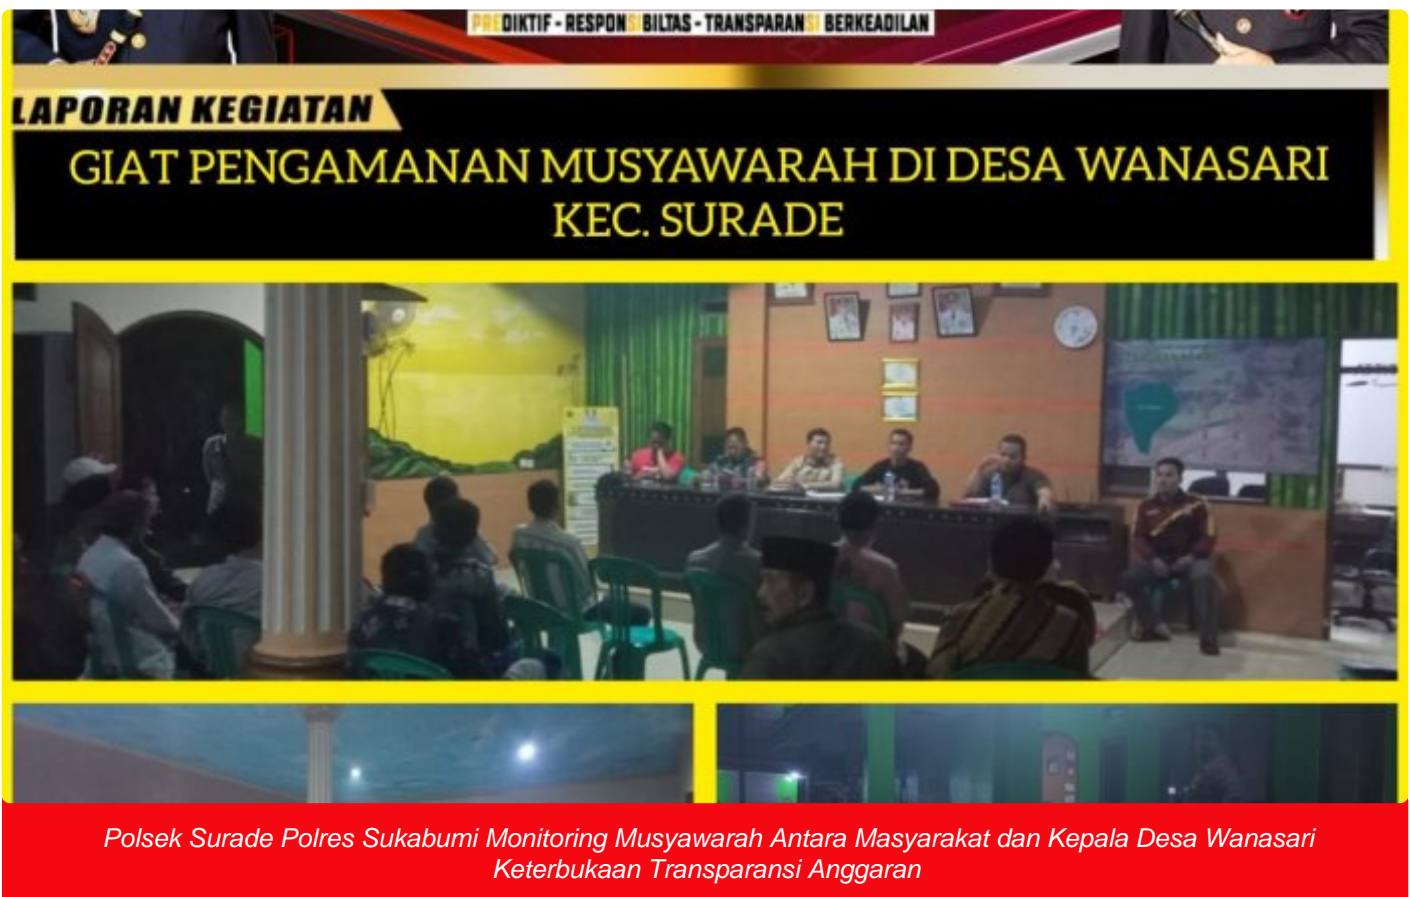 PREDIKTIF - RESPONSIBILTAS - TRANSPARANSI BERKEADILAN
LAPORAN KEGIATAN
GIAT PENGAMANAN MUSYAWARAH DI DESA WANASARI
KEC. SURADE
Polsek Surade Polres Sukabumi Monitoring Musyawarah Antara Masyarakat dan Kepala Desa Wanasari
Keterbukaan Transparansi Anggaran